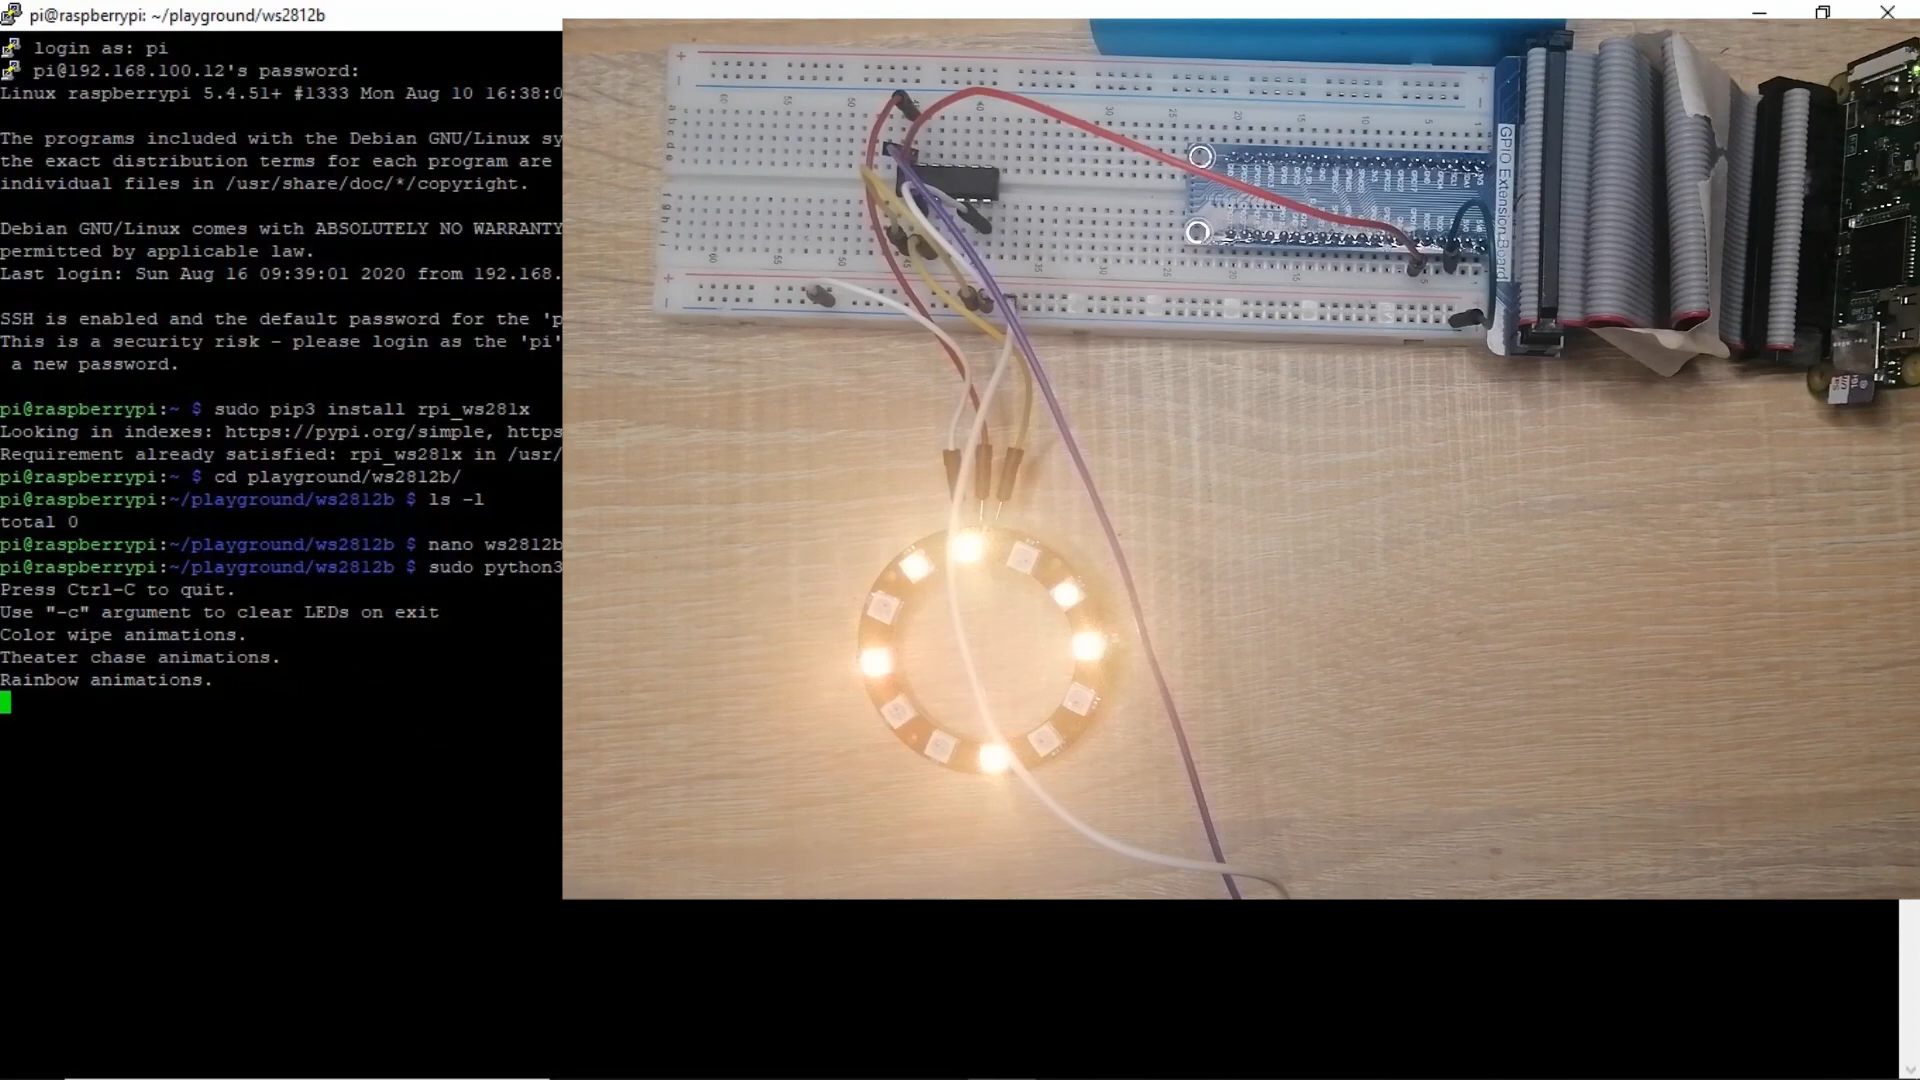 pi@raspberrypi: ~/playground/ws2812b
login as: pi
pi@192.168.100.12's password:
Linux raspberrypi 5.4.51+ #1333 Mon Aug 10 16:38:0
The programs included with the Debian GNU/Linux sy
the exact distribution terms for each program are
individual files in /usr/share/doc/*/copyright.
Debian GNU/Linux comes with ABSOLUTELY NO WARRANTY
permitted by applicable law.
Last login: Sun Aug 16 09:39:01 2020 from 192.168.
SSH is enabled and the default password for the 'p
This is a security risk - please login as the 'pi'
a new password.
pi@raspberrypi:~ $ sudo pip3 install rpi_ws281x
Looking in indexes: https://pypi.org/simple, https
Requirement already satisfied: rpi_ws281x in /usr/
pi@raspberrypi:~ $ cd playground/ws2812b/
pi@raspberrypi:~/playground/ws2812b $ ls -l
total 0
pi@raspberrypi:~/playground/ws2812b $ nano ws2812b
pi@raspberrypi:~/playground/ws2812b $ sudo python3
Press Ctrl-C to quit.
Use "-c" argument to clear LEDs on exit
Color wipe animations.
Theater chase animations.
Rainbow animations.
GPIO Extension Board